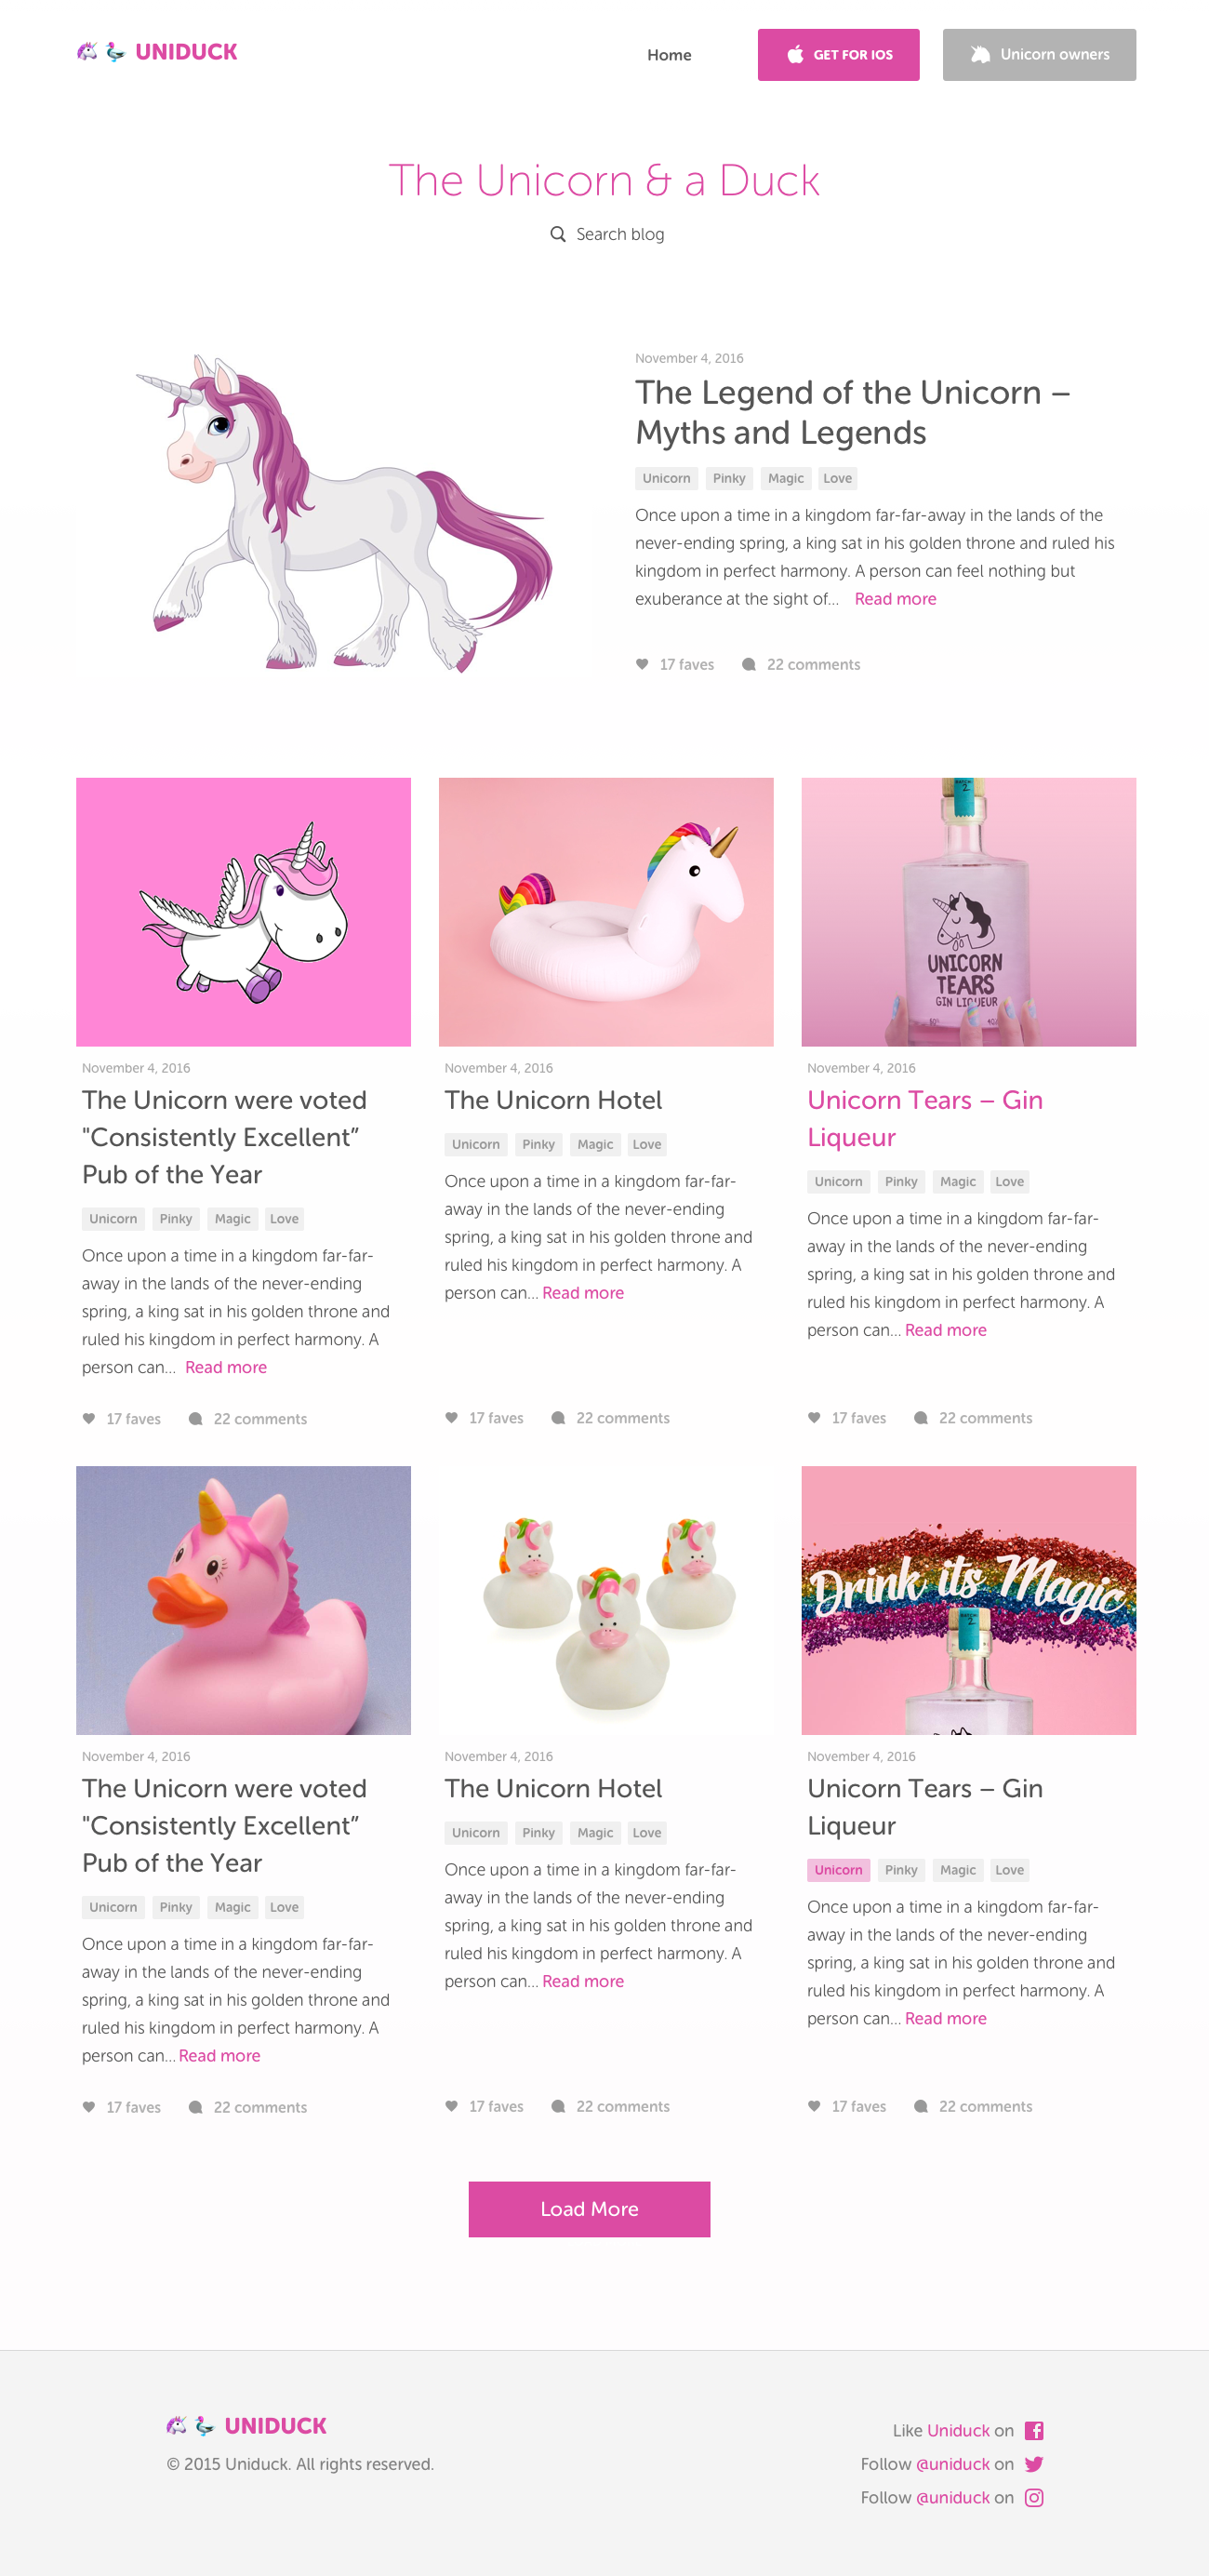 UNIDUCK
Home
GET FOR IOS
Unicorn owners
The Unicorn & a Duck
Search blog
November 4, 2016
The Legend of the Unicorn –
Myths and Legends
Unicorn Pinky Magic Love
Once upon a time in a kingdom far-far-away in the lands of the
never-ending spring, a king sat in his golden throne and ruled his
kingdom in perfect harmony. A person can feel nothing but
exuberance at the sight of... Read more
17 faves 22 comments
2
UNICORN
TEARS
GIN LIQUEUR
November 4, 2016
The Unicorn were voted
"Consistently Excellent”
Pub of the Year
Unicorn Pinky Magic Love
Once upon a time in a kingdom far-far-
away in the lands of the never-ending
spring, a king sat in his golden throne and
ruled his kingdom in perfect harmony. A
person can... Read more
17 faves 22 comments
November 4, 2016
The Unicorn Hotel
Unicorn Pinky Magic Love
Once upon a time in a kingdom far-far-
away in the lands of the never-ending
spring, a king sat in his golden throne and
ruled his kingdom in perfect harmony. A
person can... Read more
17 faves 22 comments
November 4, 2016
Unicorn Tears – Gin
Liqueur
Unicorn Pinky Magic Love
Once upon a time in a kingdom far-far-
away in the lands of the never-ending
spring, a king sat in his golden throne and
ruled his kingdom in perfect harmony. A
person can... Read more
17 faves 22 comments
Drink its Magic
2
November 4, 2016
The Unicorn were voted
"Consistently Excellent”
Pub of the Year
Unicorn Pinky Magic Love
Once upon a time in a kingdom far-far-
away in the lands of the never-ending
spring, a king sat in his golden throne and
ruled his kingdom in perfect harmony. A
person can... Read more
17 faves 22 comments
November 4, 2016
The Unicorn Hotel
Unicorn Pinky Magic Love
Once upon a time in a kingdom far-far-
away in the lands of the never-ending
spring, a king sat in his golden throne and
ruled his kingdom in perfect harmony. A
person can... Read more
17 faves 22 comments
November 4, 2016
Unicorn Tears – Gin
Liqueur
Unicorn Pinky Magic Love
Once upon a time in a kingdom far-far-
away in the lands of the never-ending
spring, a king sat in his golden throne and
ruled his kingdom in perfect harmony. A
person can... Read more
17 faves 22 comments
Load More
UNIDUCK
© 2015 Uniduck. All rights reserved.
Like Uniduck on
Follow @uniduck on
Follow @uniduck on